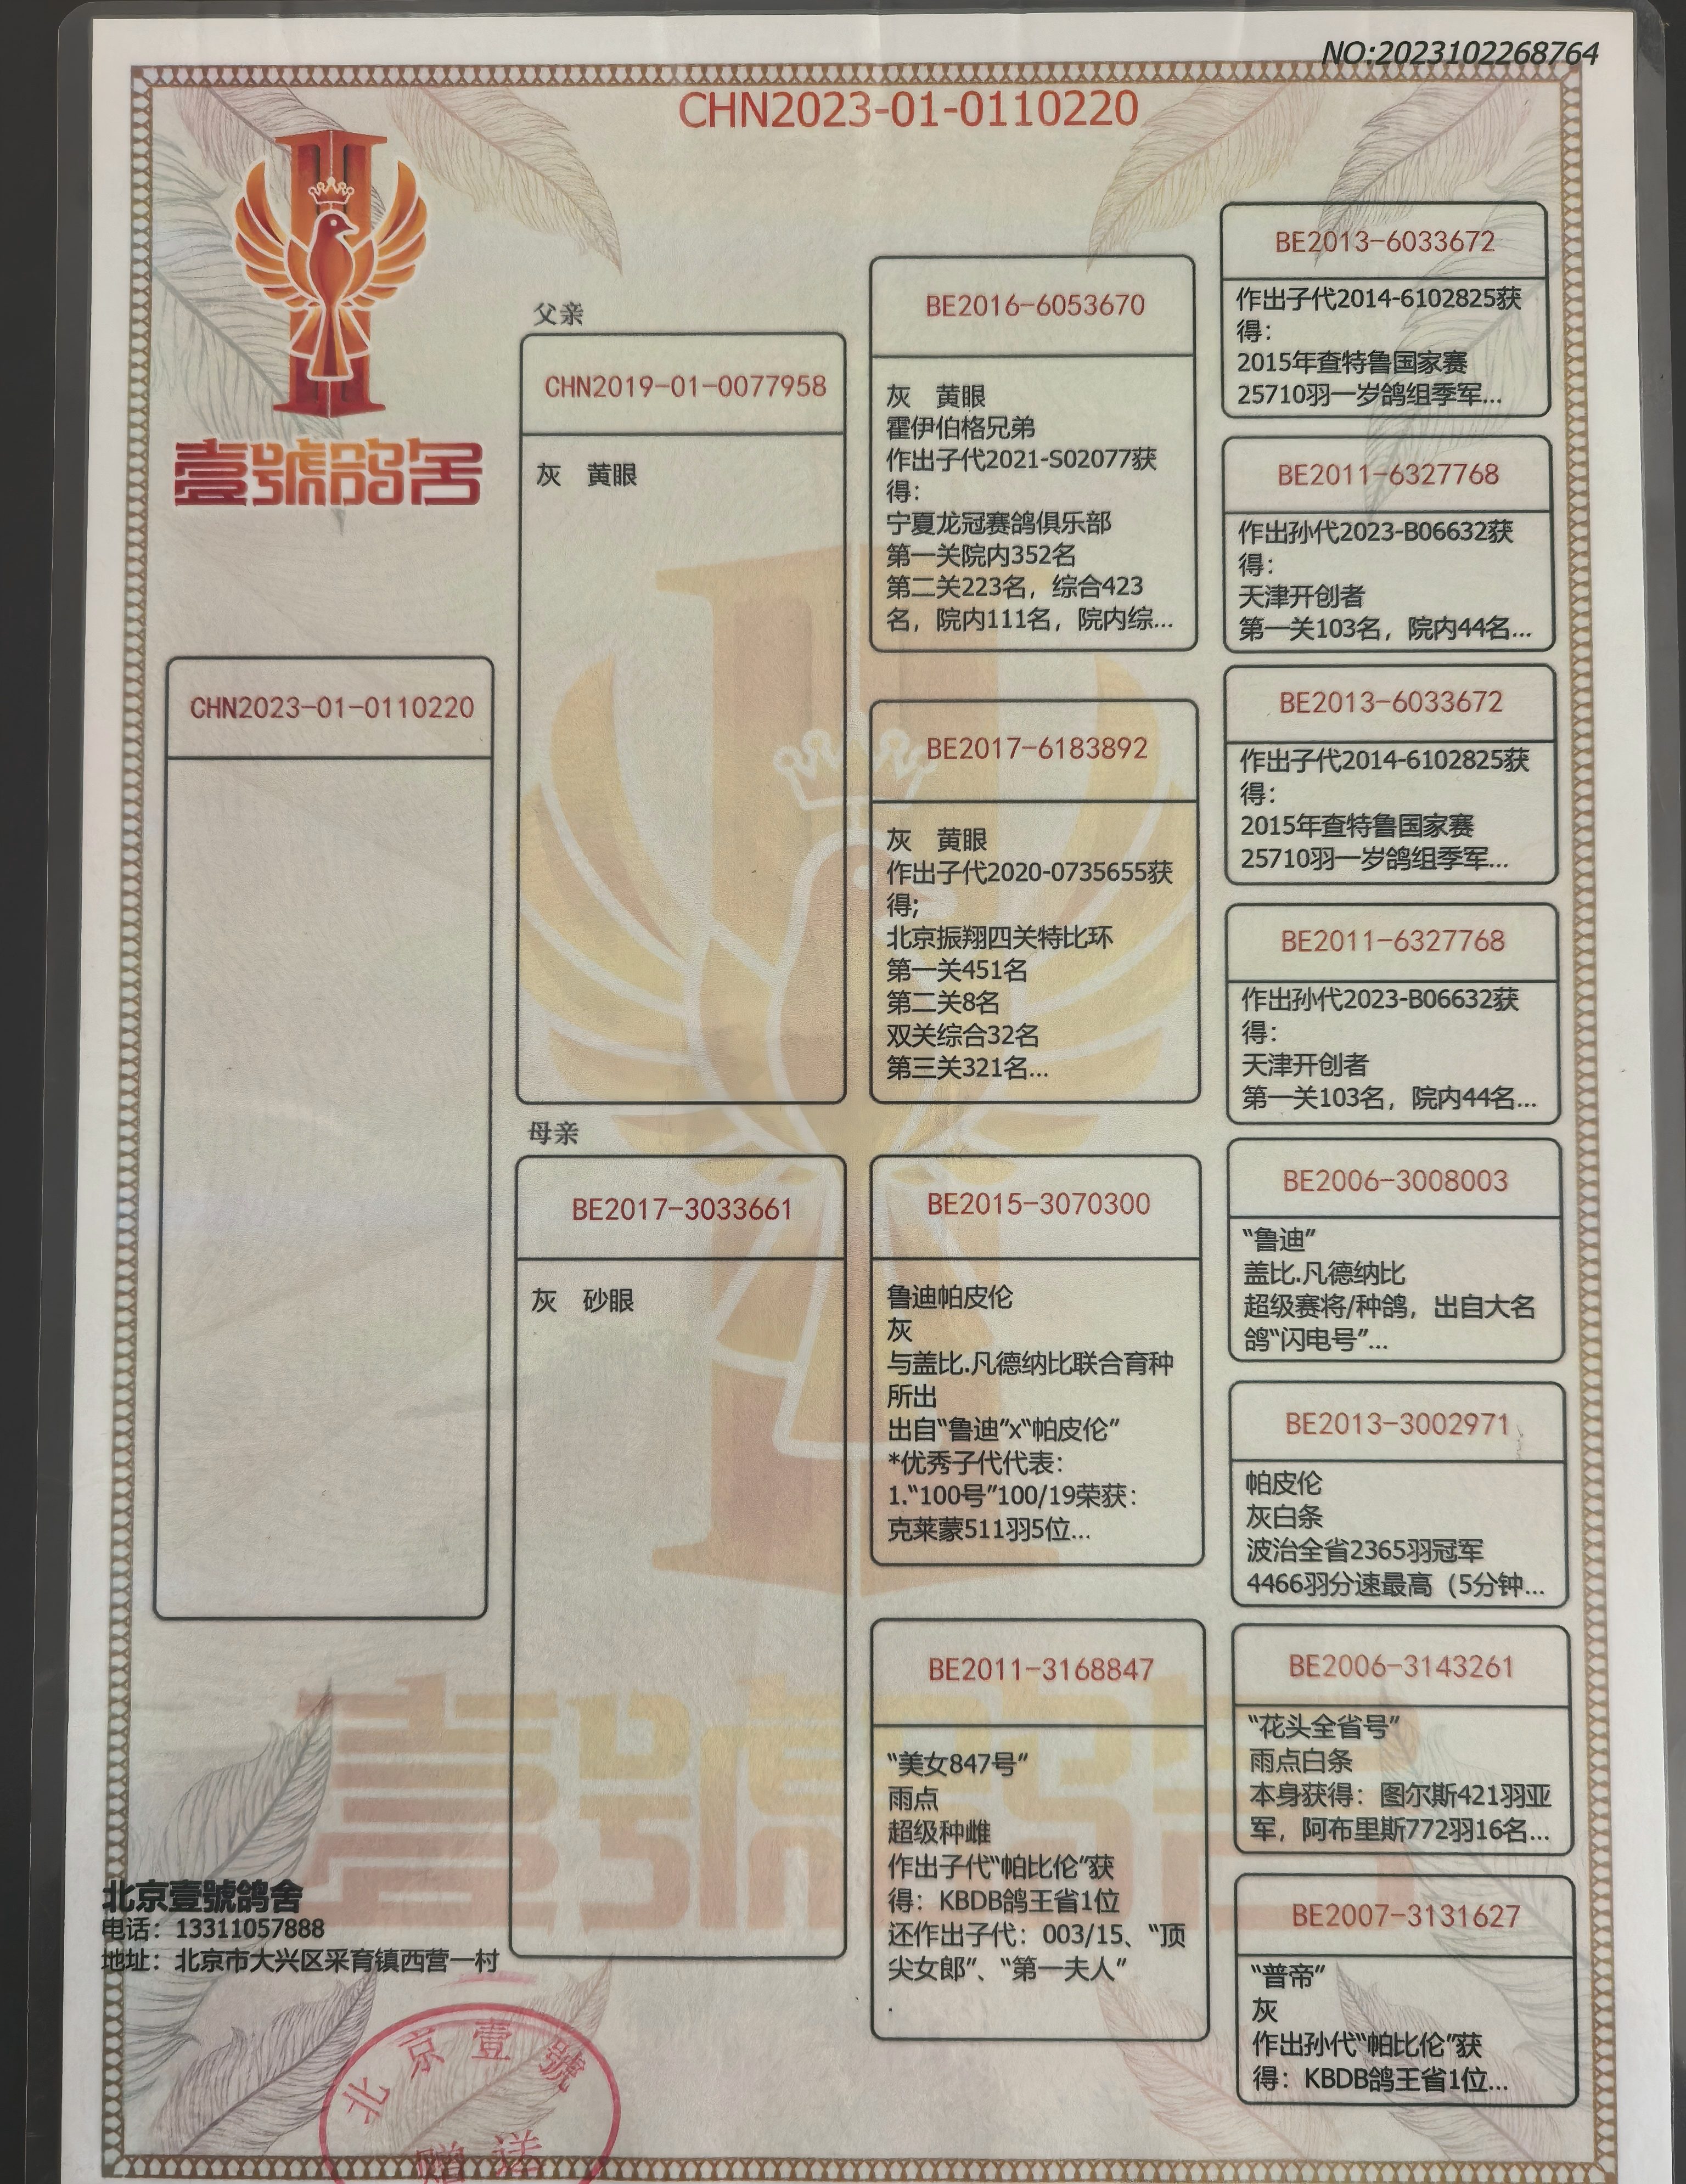 NO:2023102268764
CHN2023-01-0110220
壹號鸽舍
CHN2023-01-0110220
父亲
CHN2019-01-0077958
灰 黄眼
母亲
BE2017-3033661
灰 砂眼
BE2016-6053670
灰 黄眼
霍伊伯格兄弟
作出子代2021-S02077获
得：
宁夏龙冠赛鸽俱乐部
第一关院内352名
第二关223名，综合423
名，院内111名，院内综...
BE2017-6183892
灰 黄眼
作出子代2020-0735655获
得;
北京振翔四关特比环
第一关451名
第二关8名
双关综合32名
第三关321名...
BE2015-3070300
鲁迪帕皮伦
灰
与盖比.凡德纳比联合育种
所出
出自“鲁迪”x“帕皮伦”
*优秀子代代表：
1.“100号”100/19荣获：
克莱蒙511羽5位...
BE2011-3168847
“美女847号”
雨点
超级种雌
作出子代“帕比伦”获
得：KBDB鸽王省1位
还作出子代：003/15、“顶
尖女郎”、“第一夫人”
.
BE2013-6033672
作出子代2014-6102825获
得：
2015年查特鲁国家赛
25710羽一岁鸽组季军...
BE2011-6327768
作出孙代2023-B06632获
得：
天津开创者
第一关103名，院内44名...
BE2013-6033672
作出子代2014-6102825获
得：
2015年查特鲁国家赛
25710羽一岁鸽组季军...
BE2011-6327768
作出孙代2023-B06632获
得：
天津开创者
第一关103名，院内44名...
BE2006-3008003
“鲁迪”
盖比.凡德纳比
超级赛将/种鸽，出自大名
鸽“闪电号”...
BE2013-3002971
帕皮伦
灰白条
波治全省2365羽冠军
4466羽分速最高（5分钟...
BE2006-3143261
“花头全省号”
雨点白条
本身获得：图尔斯421羽亚
军，阿布里斯772羽16名...
BE2007-3131627
“普帝”
灰
作出孙代“帕比伦”获
得：KBDB鸽王省1位...
北京壹號鸽舍
电话：13311057888
地址：北京市大兴区采育镇西营一村
北京壹號
赠送